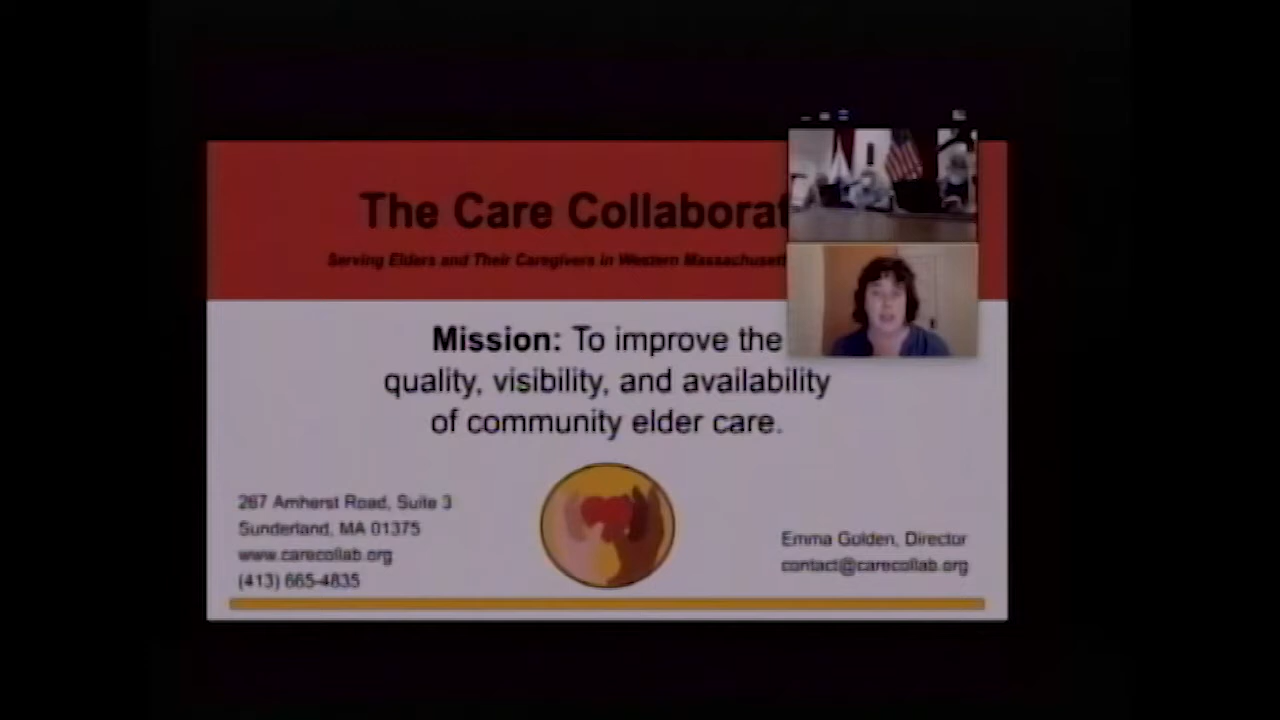 The Care Collaborat
Serving Elders and Their Caregivers in Western Massachusett
Mission: To improve the
quality, visibility, and availability
of community elder care.
267 Amherst Road, Suite 3
Sunderland, MA 01375
www.carecollab.org
(413) 665-4835
Emma Golden, Director
contact@carecollab.org